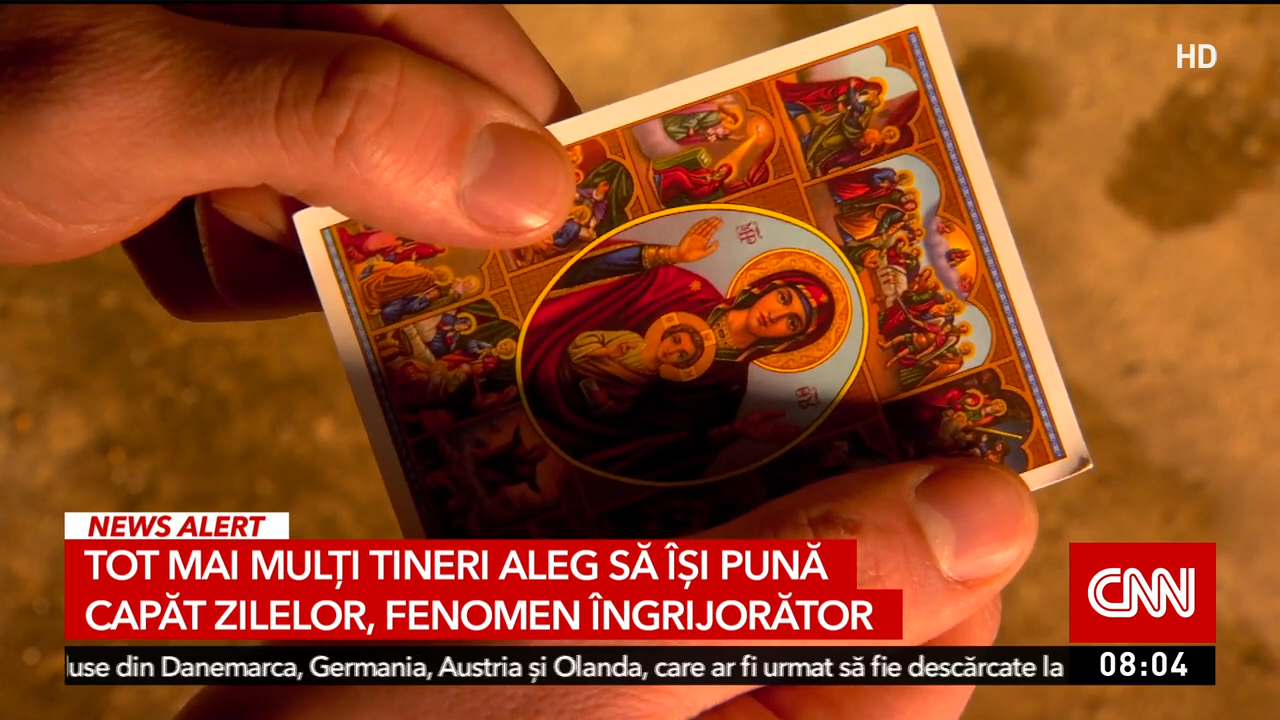 HD
NEWS ALERT
TOT MAI MULȚI TINERI ALEG SĂ ÎȘI PUNĂ
CAPĂT ZILELOR, FENOMEN ÎNGRIJORĂTOR
CNN
luse din Danemarca, Germania, Austria și Olanda, care ar fi urmat să fie descărcate la
08:04